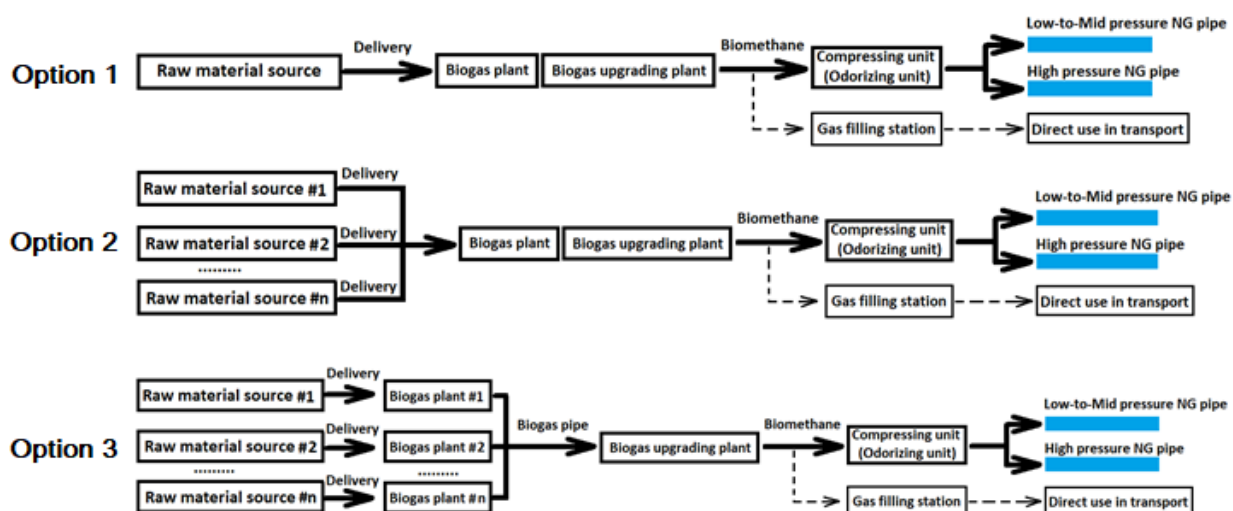 Option 1
Raw material source
Delivery
Biogas plant
Biogas upgrading plant
Biomethane
Compressing unit
(Odorizing unit)
Low-to-Mid pressure NG pipe
High pressure NG pipe
Gas filling station
Direct use in transport
Option 2
Raw material source #1
Delivery
Raw material source #2
Delivery
.........
Raw material source #n
Delivery
Biogas plant
Biogas upgrading plant
Biomethane
Compressing unit
(Odorizing unit)
Low-to-Mid pressure NG pipe
High pressure NG pipe
Gas filling station
Direct use in transport
Option 3
Raw material source #1
Delivery
Biogas plant #1
Raw material source #2
Delivery
Biogas plant #2
.........
.........
Raw material source #n
Delivery
Biogas plant #n
Biogas pipe
Biogas upgrading plant
Biomethane
Compressing unit
(Odorizing unit)
Low-to-Mid pressure NG pipe
High pressure NG pipe
Gas filling station
Direct use in transport